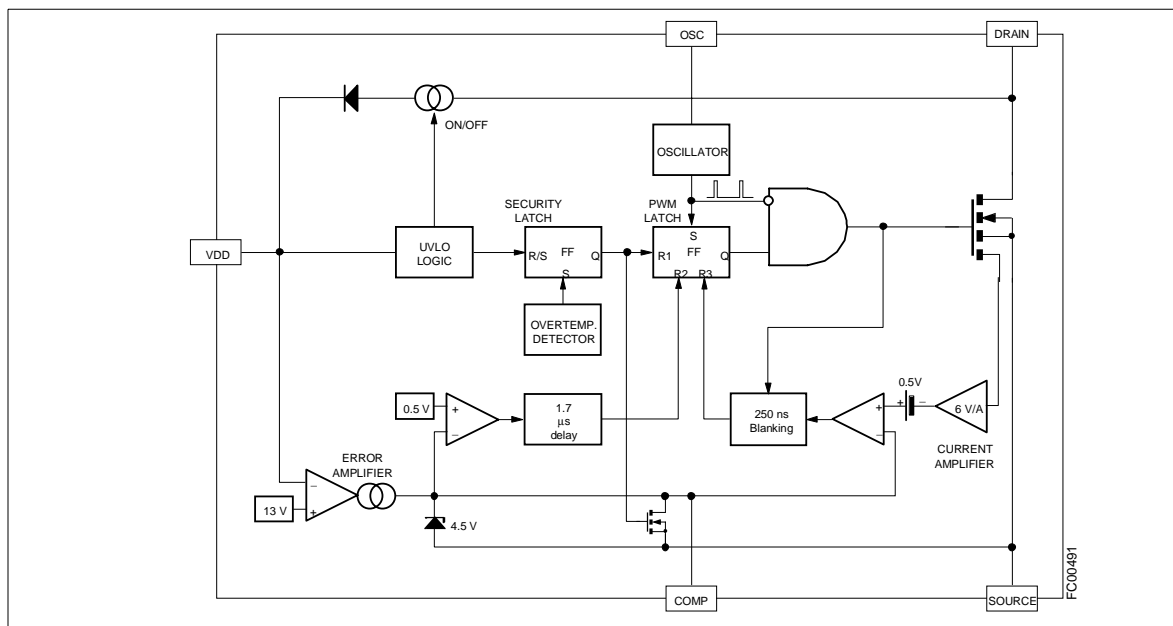 OSC
DRAIN
ON/OFF
OSCILLATOR
SECURITY
LATCH
PWM
LATCH
VDD
UVLO
LOGIC
R/S
FF
Q
S
S
FF
R1
Q
R2
R3
OVERTEMP.
DETECTOR
0.5 V
+
−
1.7
µs
delay
250 ns
Blanking
+
−
0.5V
+
−
6 V/A
CURRENT
AMPLIFIER
ERROR
AMPLIFIER
13 V
−
+
4.5 V
COMP
SOURCE
FC00491